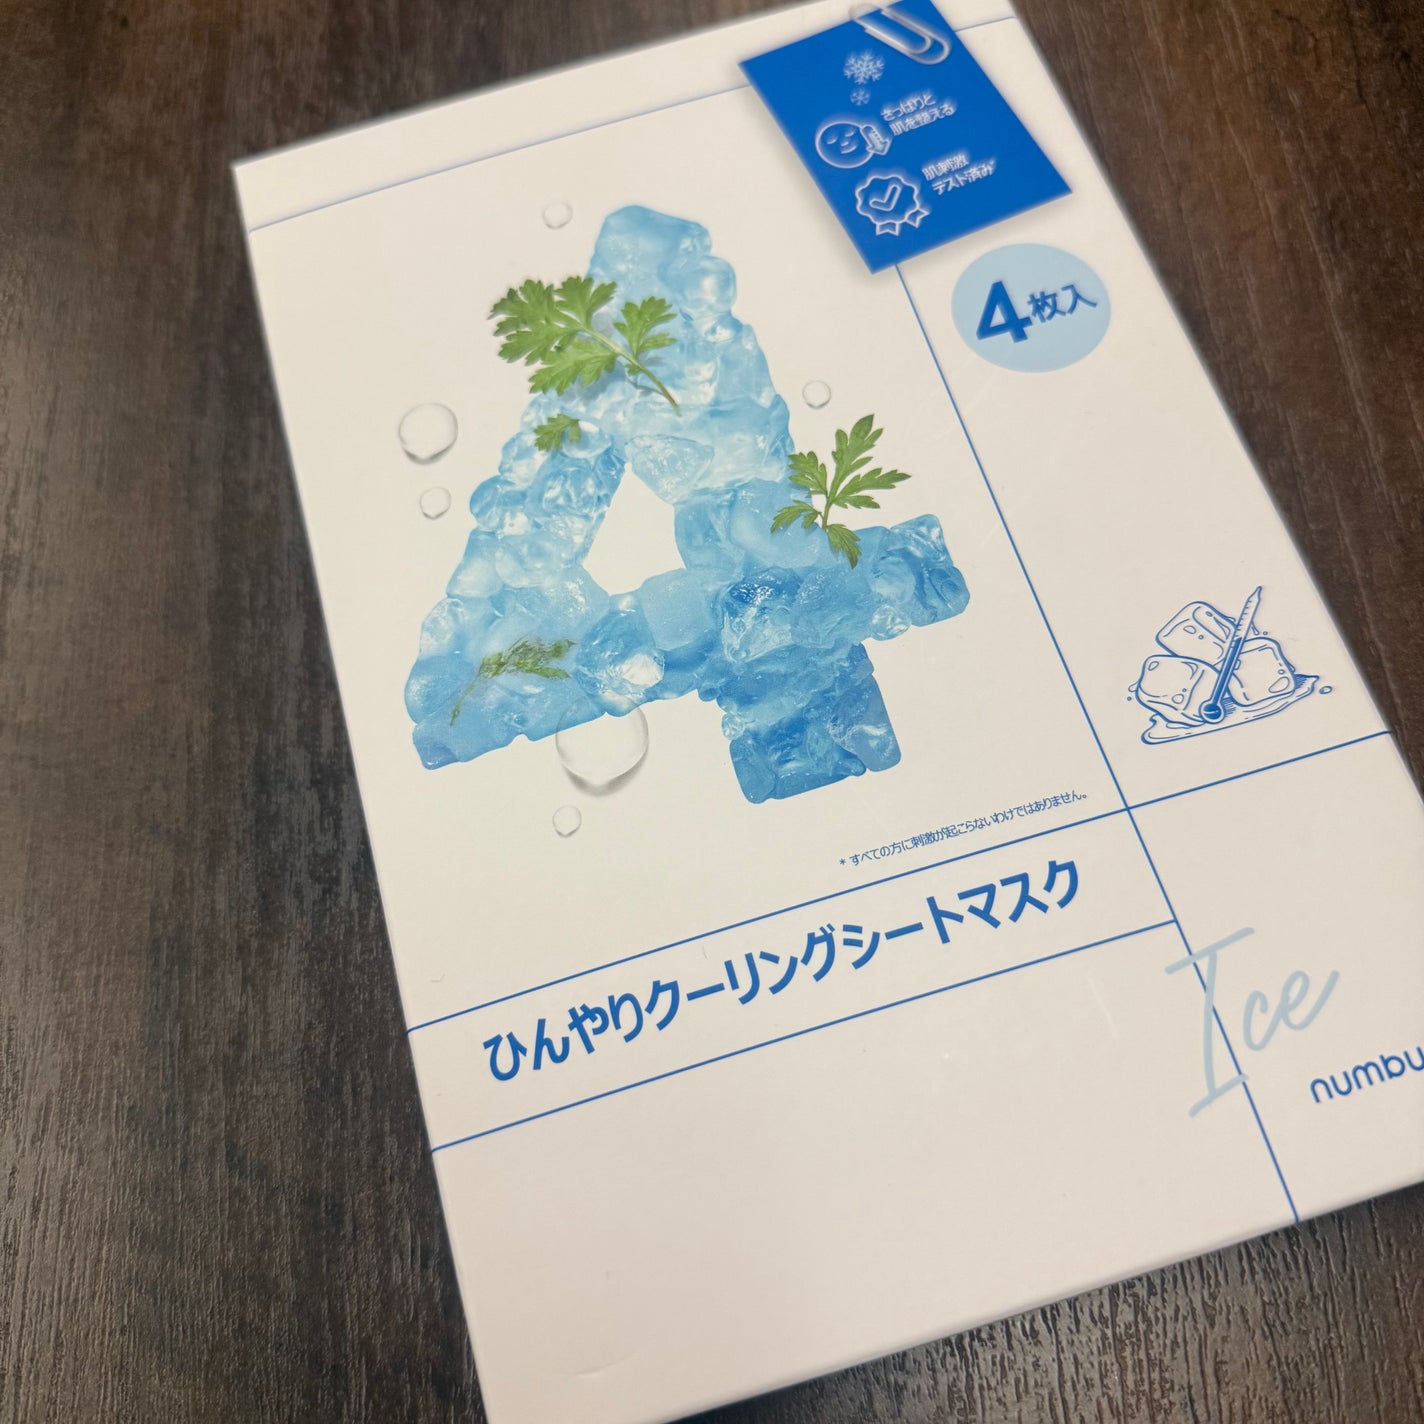 さっぱりと
肌を整える
肌刺激
テスト済み
4枚入
* すべての方に刺激が起こらないわけではありません。
ひんやりクーリングシートマスク
Ice
numbu